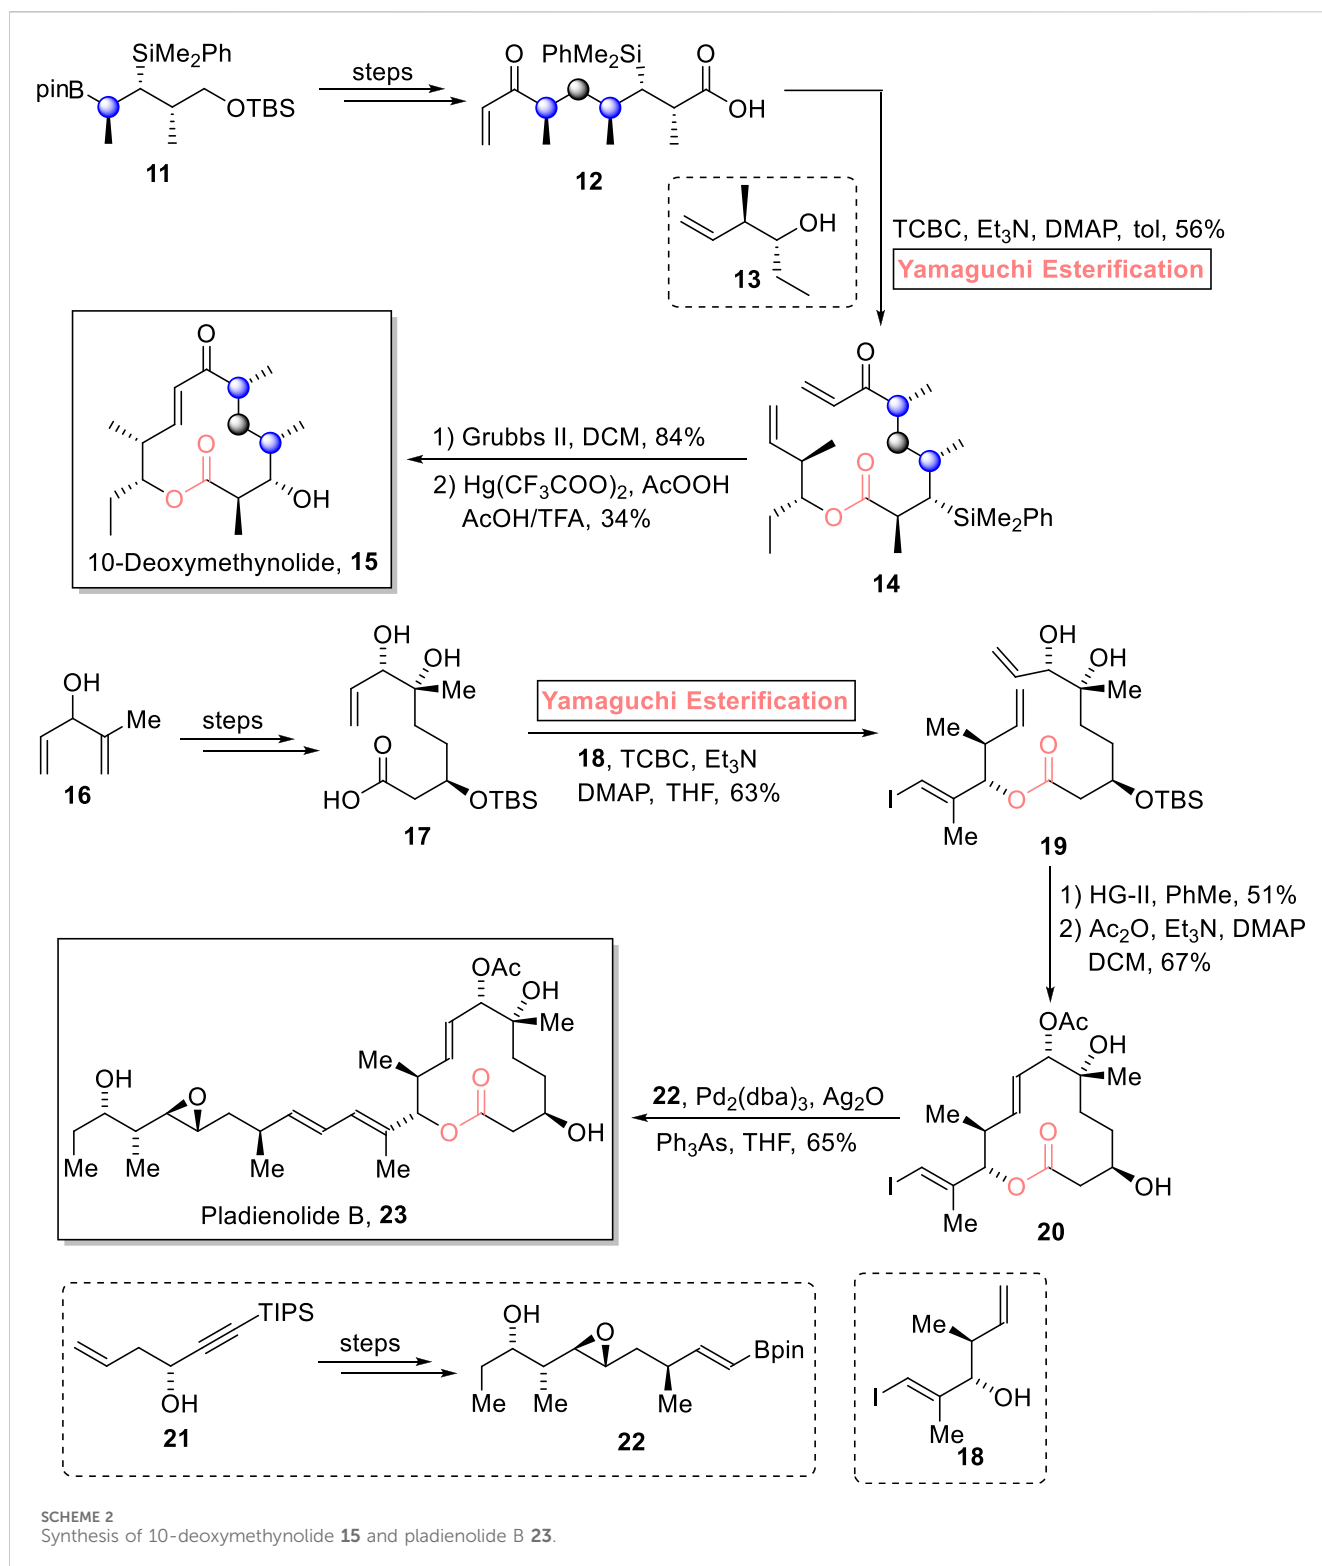 SiMe2Ph
pinB
OTBS
11
steps
O
PhMe2Si
O
OH
12
OH
13
TCBC, Et3N, DMAP, tol, 56%
Yamaguchi Esterification
O
O
O
OH
10-Deoxymethynolide, 15
1) Grubbs II, DCM, 84%
2) Hg(CF3COO)2, AcOOH
AcOH/TFA, 34%
O
O
O
SiMe2Ph
14
OH
Me
16
steps
OH
OH
Me
O
HO
OTBS
17
Yamaguchi Esterification
18, TCBC, Et3N
DMAP, THF, 63%
OH
OH
Me
Me
O
I
O
OTBS
Me
19
1) HG-II, PhMe, 51%
2) Ac2O, Et3N, DMAP
DCM, 67%
OAc
OH
Me
Me
OH
O
O
O
OH
Me
Me
Me
Me
Pladienolide B, 23
22, Pd2(dba)3, Ag2O
Ph3As, THF, 65%
OAc
OH
Me
Me
O
I
O
OH
Me
20
TIPS
OH
21
steps
OH
O
Bpin
Me
Me
Me
22
Me
I
OH
Me
18
SCHEME 2
Synthesis of 10-deoxymethynolide 15 and pladienolide B 23.